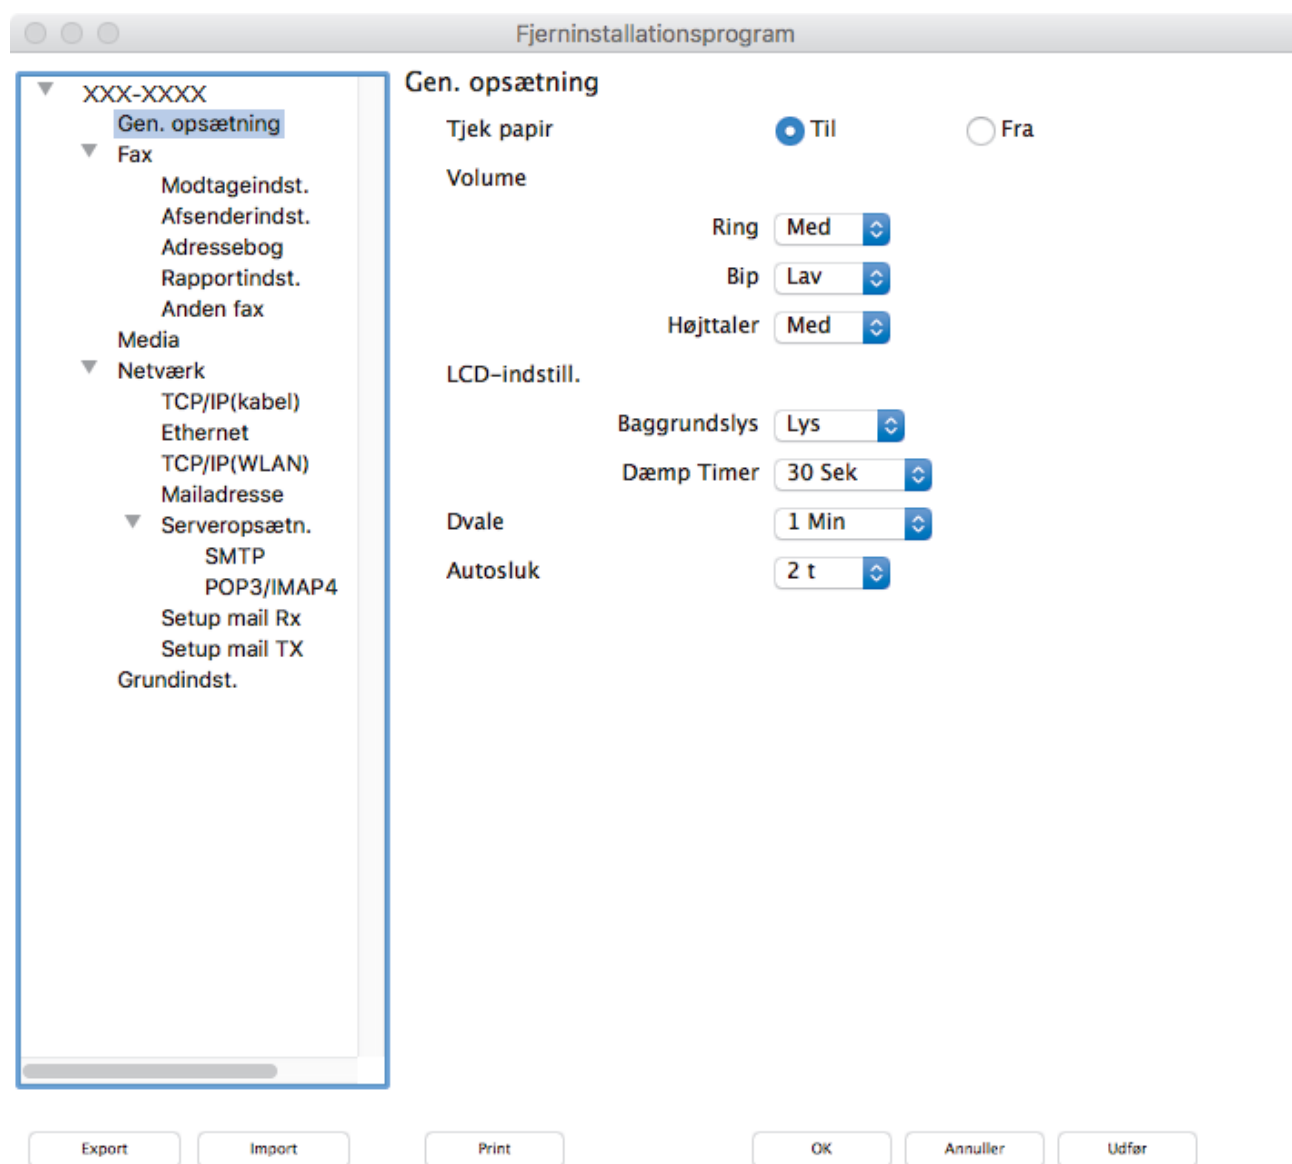 Fjerninstallationsprogram
XXX-XXXX
Gen. opsætning
Fax
Modtageindst.
Afsenderindst.
Adressebog
Rapportindst.
Anden fax
Media
Netværk
TCP/IP(kabel)
Ethernet
TCP/IP(WLAN)
Mailadresse
Serveropsætn.
SMTP
POP3/IMAP4
Setup mail Rx
Setup mail TX
Grundindst.
Gen. opsætning
Tjek papir Til Fra
Volume
Ring Med
Bip Lav
Højttaler Med
LCD-indstill.
Baggrundslys Lys
Dæmp Timer 30 Sek
Dvale 1 Min
Autosluk 2 t
Export Import Print OK Annuller Udfør